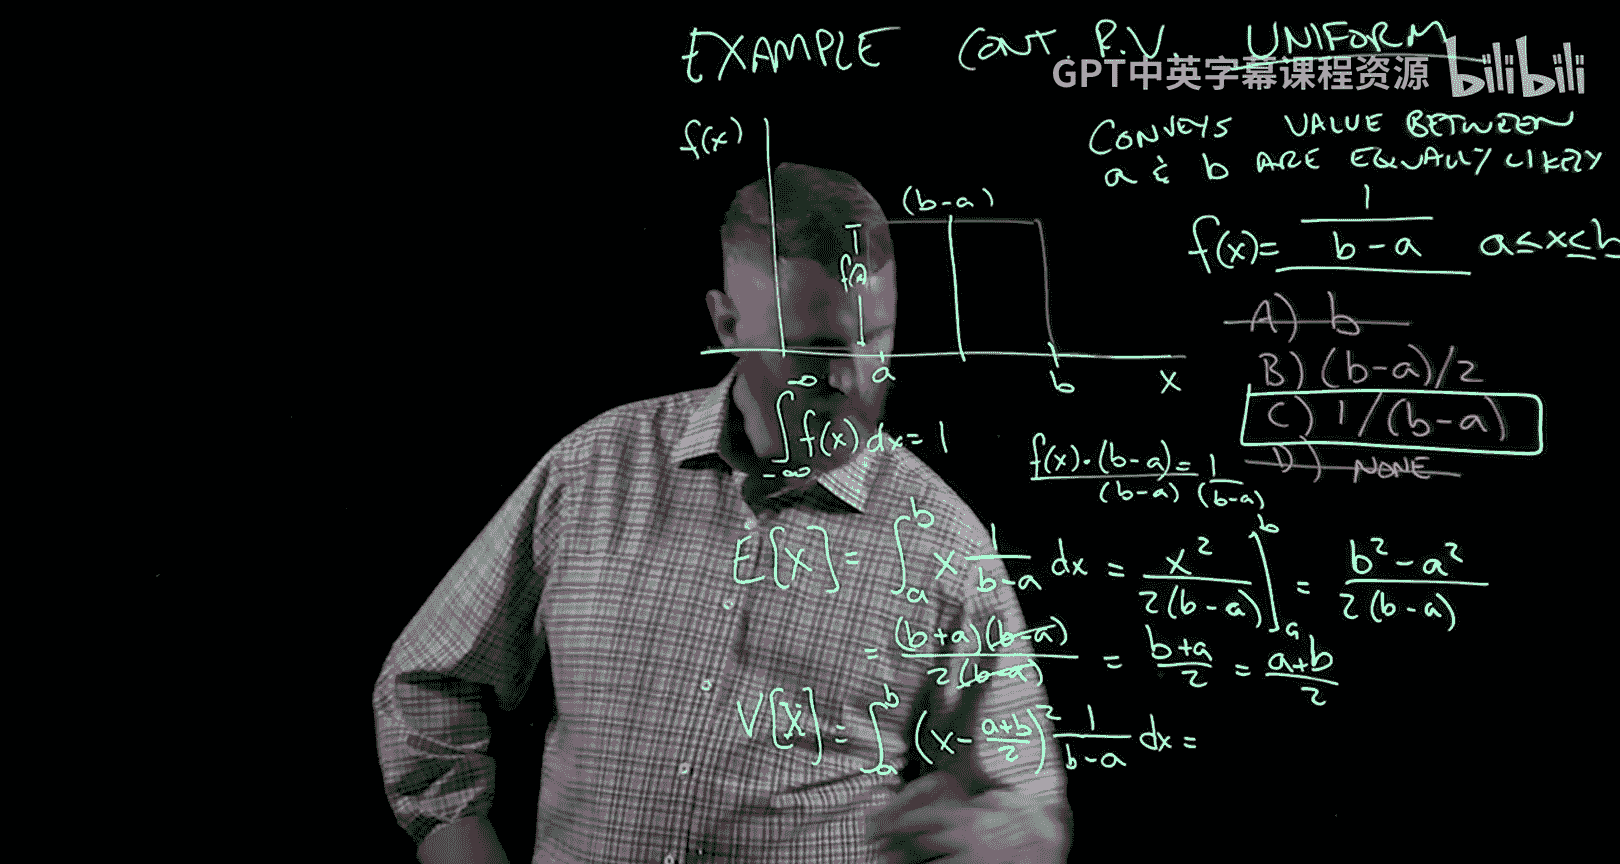 EXAMPLE CONT. R.V. UNIFORM
GPT中英字幕课程资源 bilibili
f(x)
CONVEYS VALUE BETWEEN
a & b ARE EQUALLY LIKELY
(b-a)
f(x)= 1/(b-a) a≤x≤b
f(x)
A) b
B) (b-a)/2
C) 1/(b-a)
D) NONE
a b x
∫_{-∞}^{∞} f(x) dx = 1
f(x)·(b-a)/(b-a) = 1/(b-a)
E[X] = ∫_a^b x 1/(b-a) dx = x²/(2(b-a)) ]_a^b = (b²-a²)/(2(b-a))
= (b+a)(b-a)/(2(b-a)) = (b+a)/2 = (a+b)/2
V[X] = ∫_a^b (x - (a+b)/2)² 1/(b-a) dx =